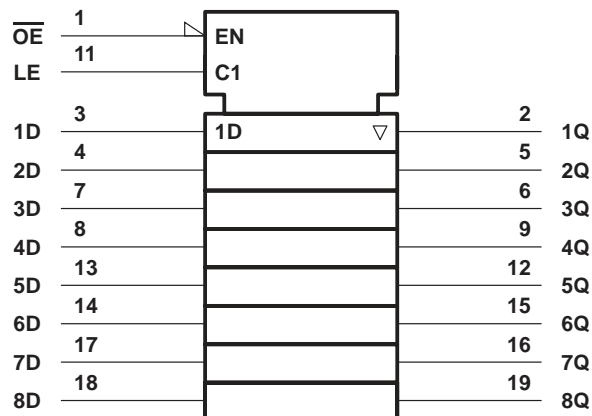 OE 1 EN
LE 11 C1
1D 3 1D 2 1Q
2D 4 5 2Q
3D 7 6 3Q
4D 8 9 4Q
5D 13 12 5Q
6D 14 15 6Q
7D 17 16 7Q
8D 18 19 8Q